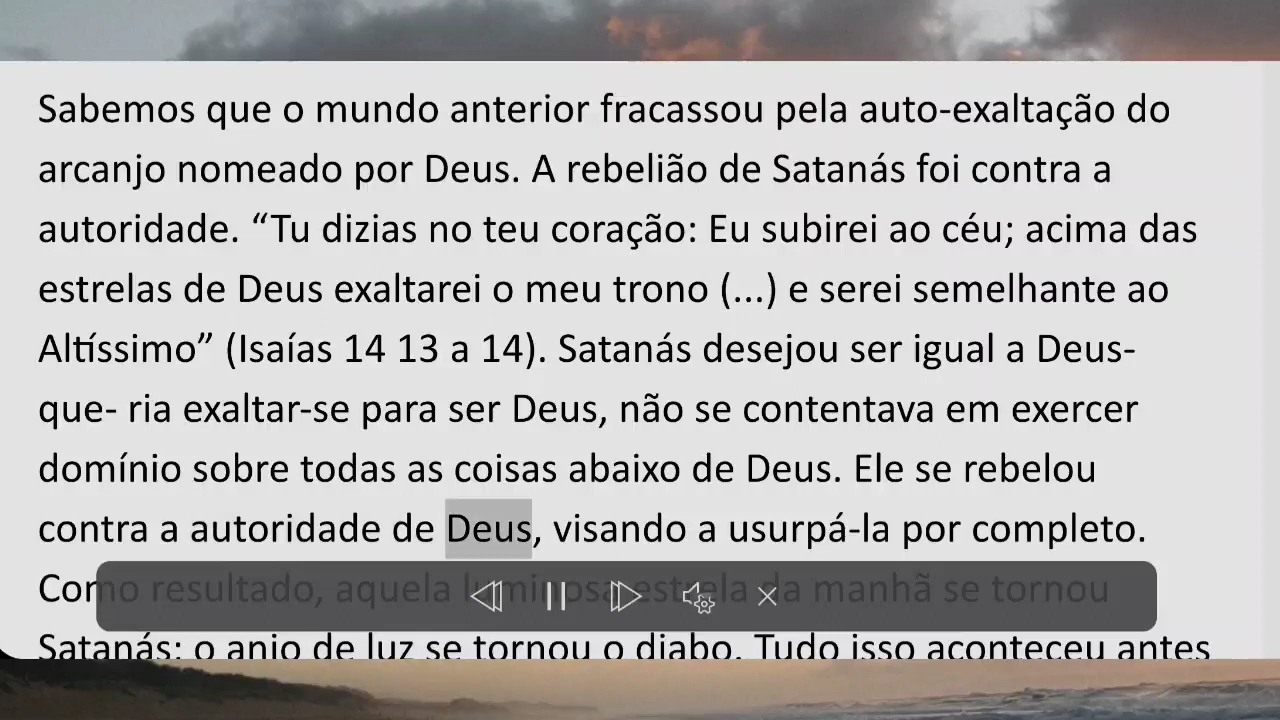 Sabemos que o mundo anterior fracassou pela auto-exaltação do
arcanjo nomeado por Deus. A rebelião de Satanás foi contra a
autoridade. “Tu dizias no teu coração: Eu subirei ao céu; acima das
estrelas de Deus exaltarei o meu trono (...) e serei semelhante ao
Altíssimo” (Isaías 14 13 a 14). Satanás desejou ser igual a Deus-
que- ria exaltar-se para ser Deus, não se contentava em exercer
domínio sobre todas as coisas abaixo de Deus. Ele se rebelou
contra a autoridade de Deus, visando a usurpá-la por completo.
Como resultado, aquela luminosa estrela da manhã se tornou
Satanás; o anjo de luz se tornou o diabo. Tudo isso aconteceu antes